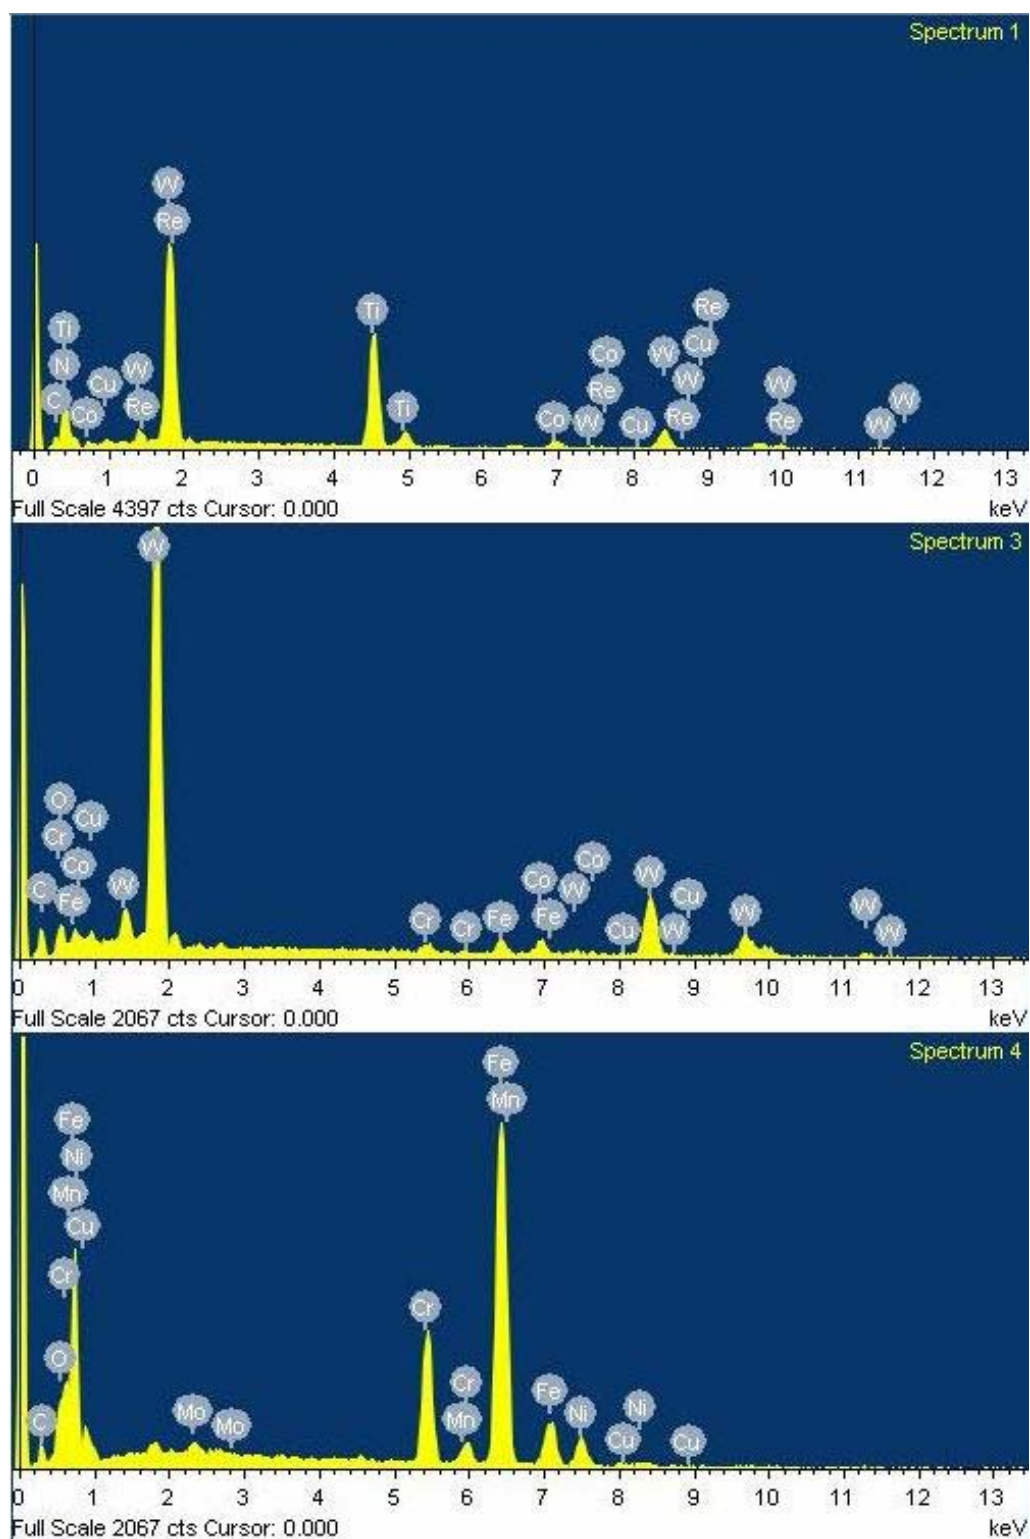 Spectrum 1
W
Re
Ti
Ti
Re
N
Co
Cu
W
Cu
W
Re
W
W
C
Co
Re
Ti
Co
W
Cu
Re
Re
W
W
0 1 2 3 4 5 6 7 8 9 10 11 12 13
Full Scale 4397 cts Cursor: 0.000 keV
Spectrum 3
W
O
Cu
Cr
Co
Co
W
Co
W
Cu
W
C
Fe
W
Cr
Cr
Fe
Fe
Cu
W
W
W
0 1 2 3 4 5 6 7 8 9 10 11 12 13
Full Scale 2067 cts Cursor: 0.000 keV
Spectrum 4
Fe
Mn
Fe
Ni
Mn
Cu
Cr
Cr
O
Cr
Fe
C
Mo
Mo
Mn
Ni
Cu
Ni
Cu
0 1 2 3 4 5 6 7 8 9 10 11 12 13
Full Scale 2067 cts Cursor: 0.000 keV